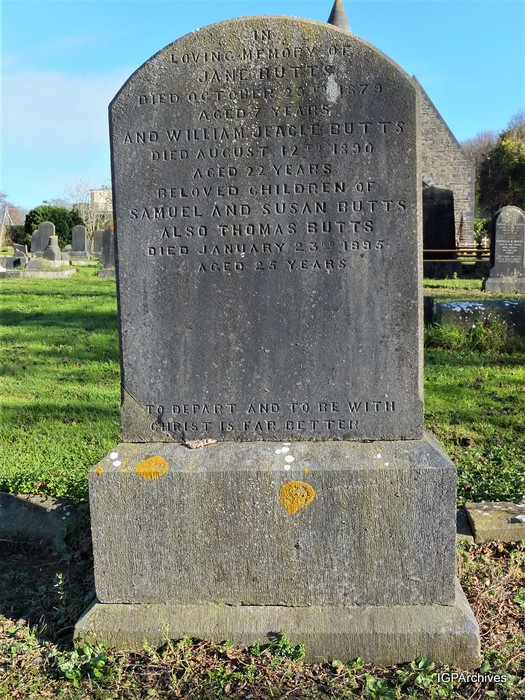 IN
LOVING MEMORY OF
JANE BUTTS
DIED OCTOBER 23RD 1879
AGED 7 YEARS
AND WILLIAM JEAGLE BUTTS
DIED AUGUST 12TH 1890
AGED 22 YEARS
BELOVED CHILDREN OF
SAMUEL AND SUSAN BUTTS
ALSO THOMAS BUTTS
DIED JANUARY 23RD 1895
AGED 25 YEARS.
TO DEPART AND TO BE WITH
CHRIST IS FAR BETTER
IGPArchives